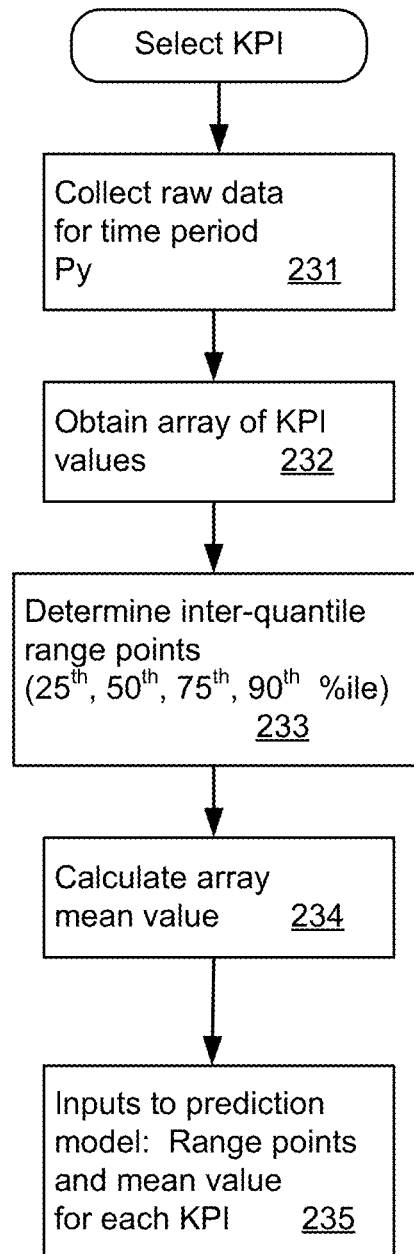 Select KPI
Collect raw data
for time period
Py 231
Obtain array of KPI
values 232
Determine inter-quantile
range points
(25th, 50th, 75th, 90th %ile)
233
Calculate array
mean value 234
Inputs to prediction
model: Range points
and mean value
for each KPI 235